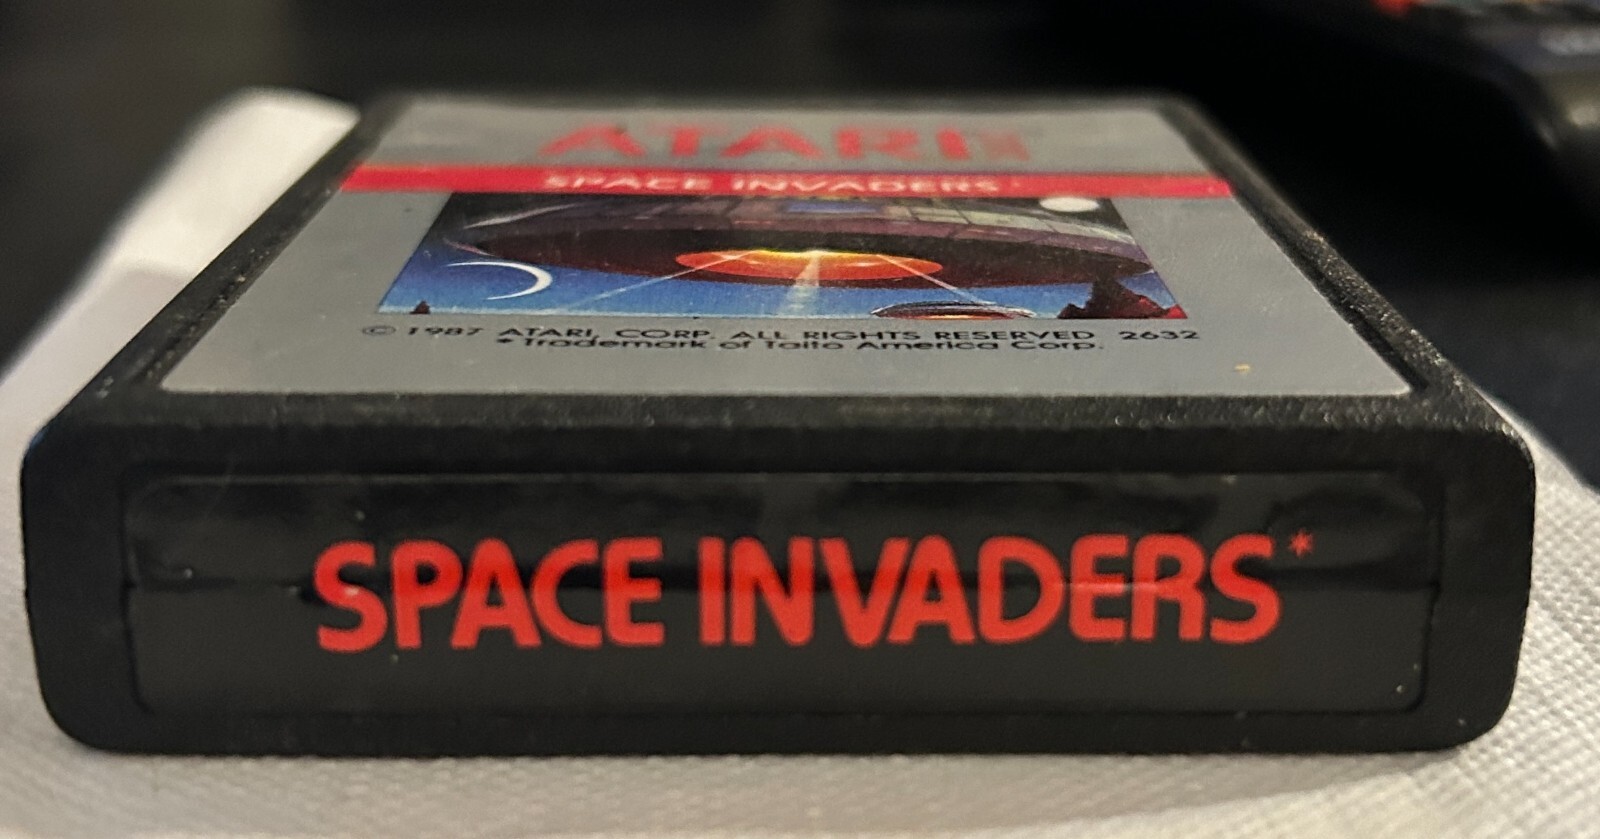 ATARI
SPACE INVADERS*
© 1987 ATARI, CORP. ALL RIGHTS RESERVED 2632
*Trademark of Taito America Corp.
SPACE INVADERS*